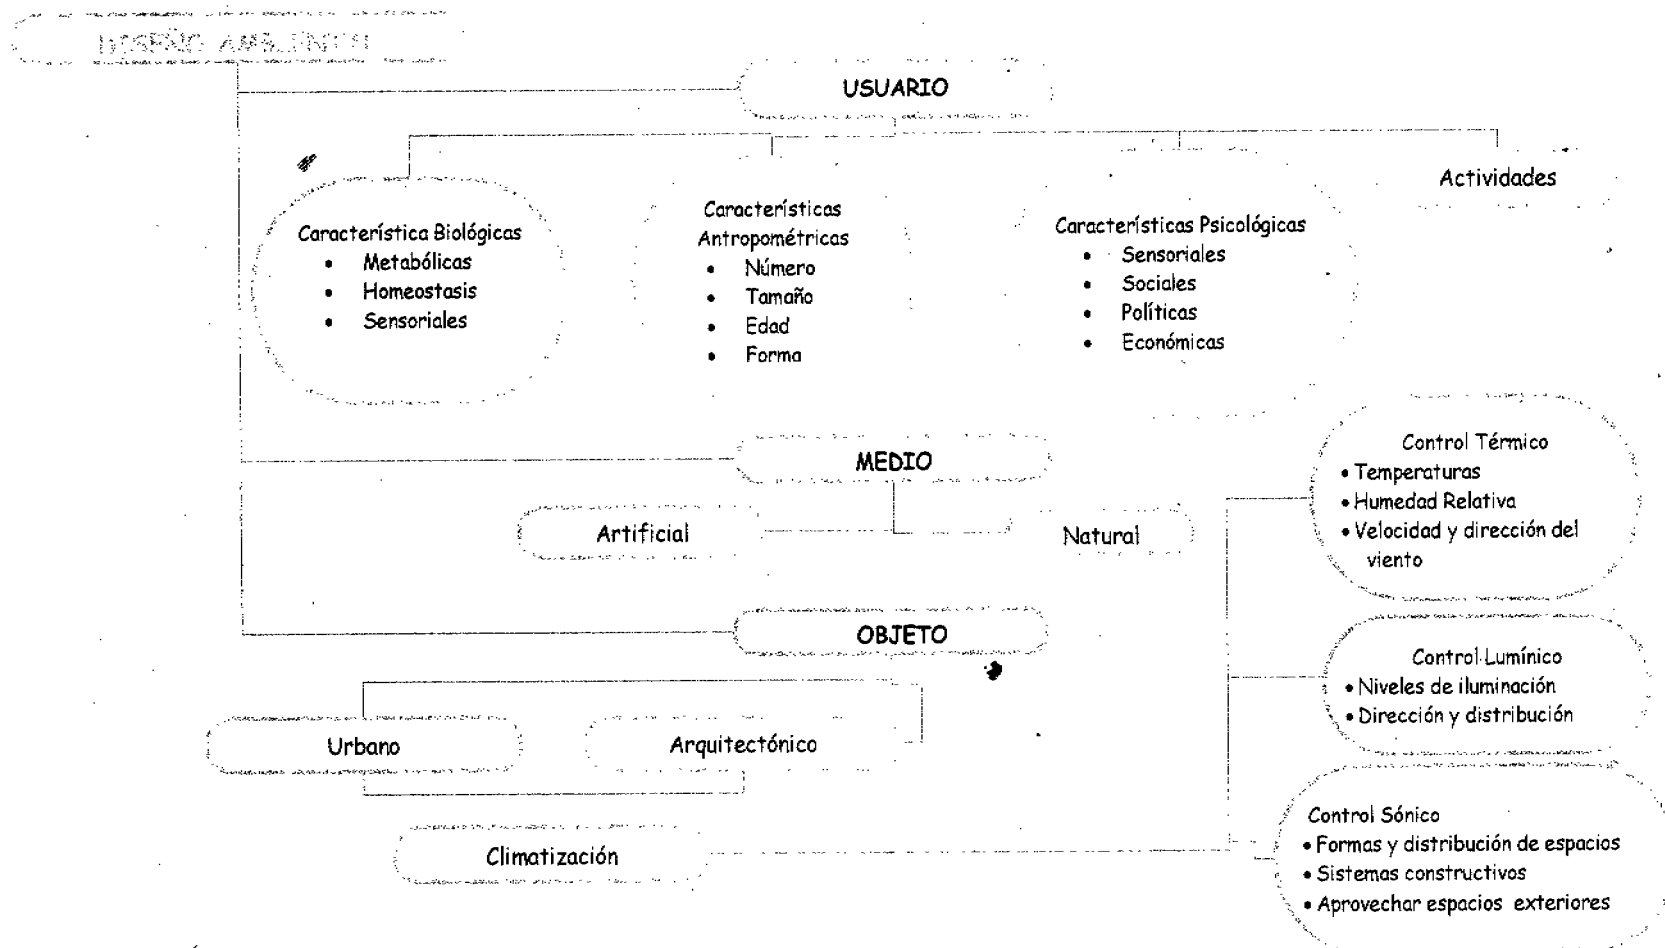 DISEÑO AMBIENTAL
USUARIO
Característica Biológicas
• Metabólicas
• Homeostasis
• Sensoriales
Características
Antropométricas
• Número
• Tamaño
• Edad
• Forma
Características Psicológicas
• Sensoriales
• Sociales
• Políticas
• Económicas
Actividades
MEDIO
Artificial
Natural
OBJETO
Urbano
Arquitectónico
Climatización
Control Térmico
• Temperaturas
• Humedad Relativa
• Velocidad y dirección del
viento
Control Lumínico
• Niveles de iluminación
• Dirección y distribución
Control Sónico
• Formas y distribución de espacios
• Sistemas constructivos
• Aprovechar espacios exteriores